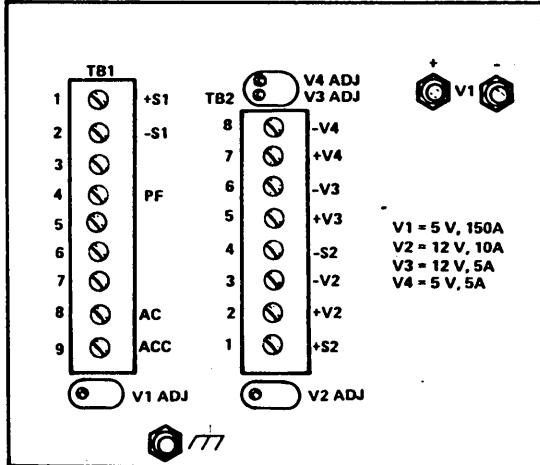 TB1
1 +S1
2 -S1
3
4 PF
5
6
7
8 AC
9 ACC
V1 ADJ
V4 ADJ
TB2 V3 ADJ
8 -V4
7 +V4
6 -V3
5 +V3
4 -S2
3 -V2
2 +V2
1 +S2
V2 ADJ
+ V1 -
V1 = 5 V, 150A
V2 = 12 V, 10A
V3 = 12 V, 5A
V4 = 5 V, 5A